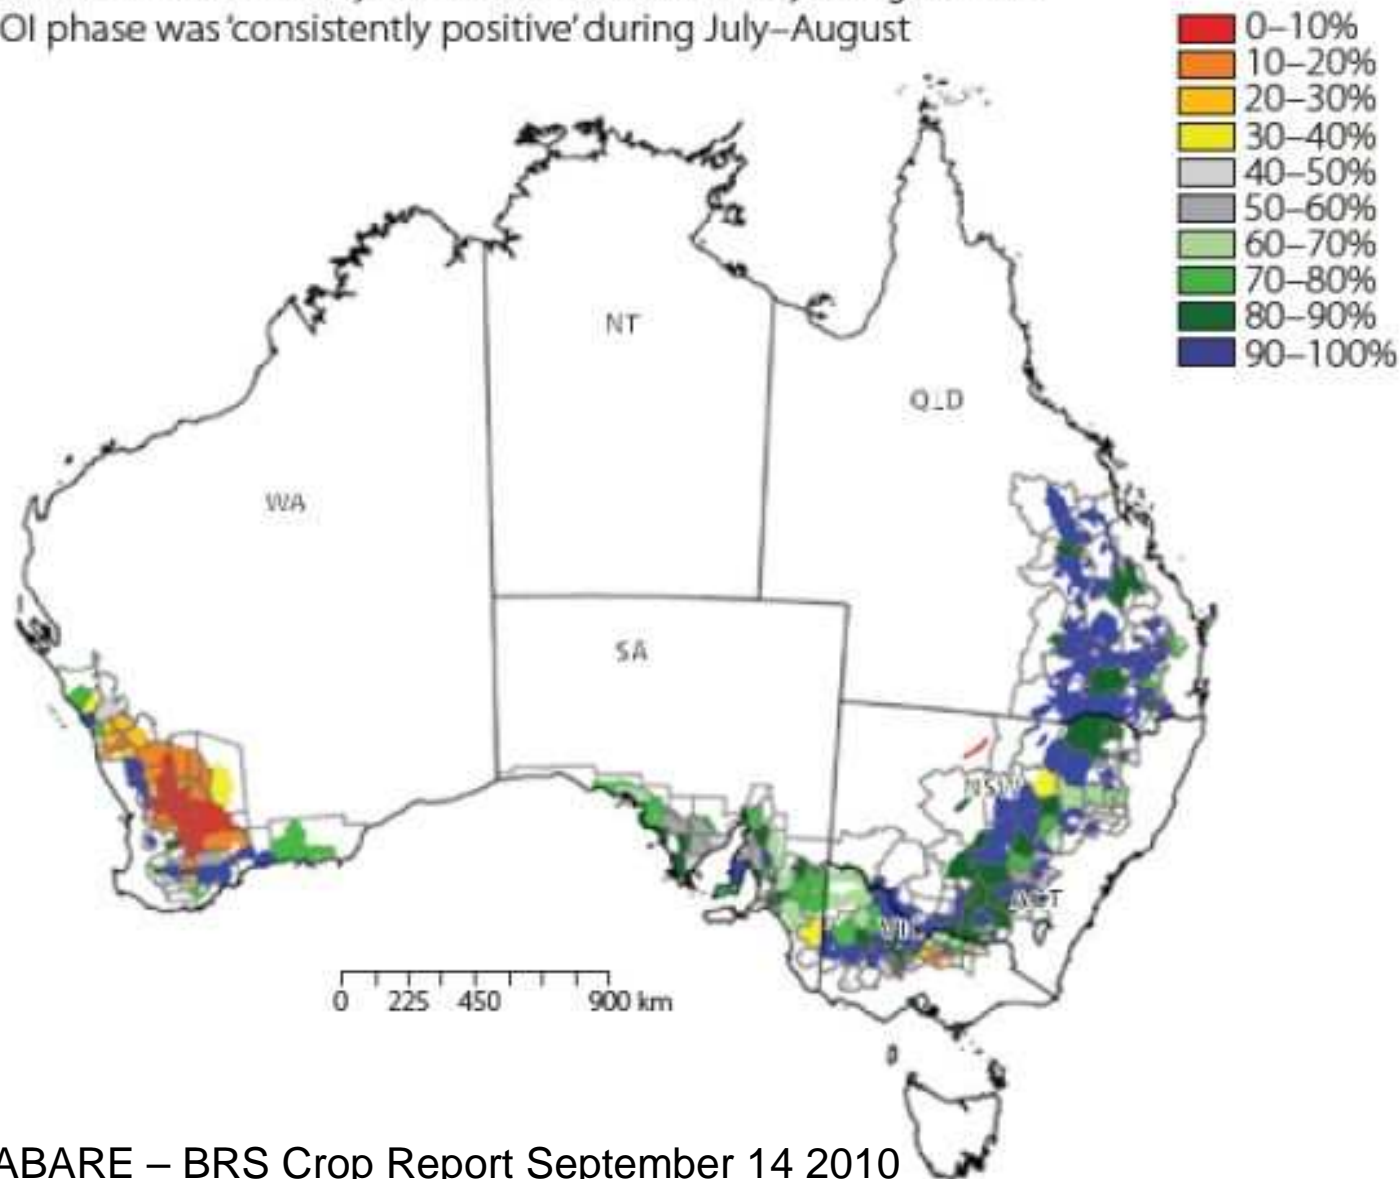 OI phase was ‘consistently positive’ during July–August
0–10%
10–20%
20–30%
30–40%
40–50%
50–60%
60–70%
70–80%
80–90%
90–100%
NT
QLD
WA
SA
NSW
ACT
VIC
0 225 450 900 km
ABARE – BRS Crop Report September 14 2010